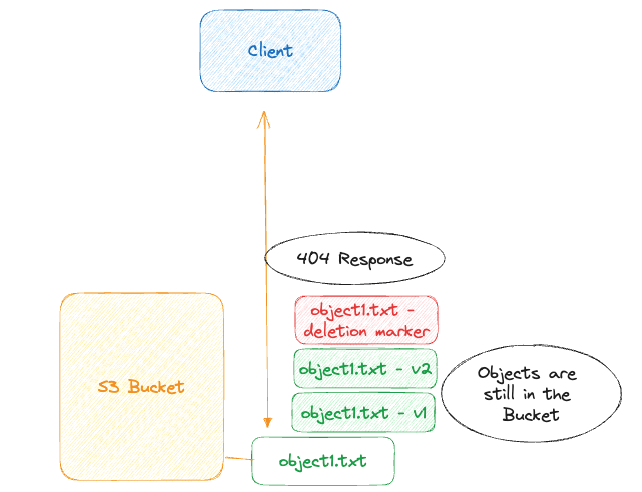 Client
404 Response
object1.txt -
deletion marker
object1.txt - v2
object1.txt - v1
Objects are
still in the
Bucket
S3 Bucket
object1.txt